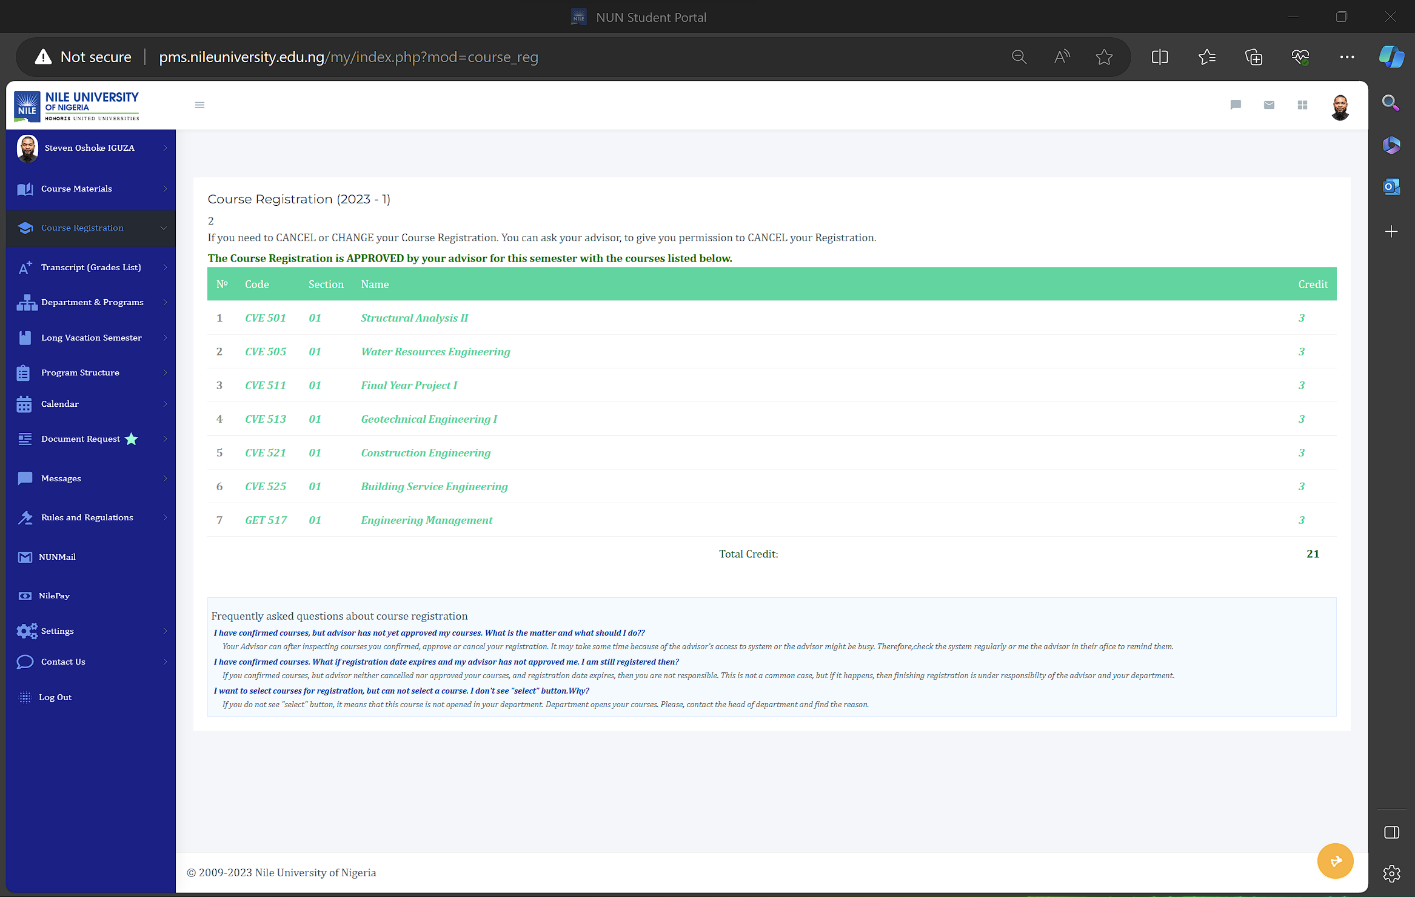 NUN Student Portal
Not secure
pms.nileuniversity.edu.ng/my/index.php?mod=course_reg
NILE UNIVERSITY
OF NIGERIA
HONORIS UNITED UNIVERSITIES
NILE
Steven Oshoke IGUZA
Course Materials
Course Registration
Transcript (Grades List)
Department & Programs
Long Vacation Semester
Program Structure
Calendar
Document Request
Messages
Rules and Regulations
NUNMail
NilePay
Settings
Contact Us
Log Out
Course Registration (2023 - 1)
2
If you need to CANCEL or CHANGE your Course Registration. You can ask your advisor, to give you permission to CANCEL your Registration.
The Course Registration is APPROVED by your advisor for this semester with the courses listed below.
Nº Code Section Name Credit
1 CVE 501 01 Structural Analysis II 3
2 CVE 505 01 Water Resources Engineering 3
3 CVE 511 01 Final Year Project I 3
4 CVE 513 01 Geotechnical Engineering I 3
5 CVE 521 01 Construction Engineering 3
6 CVE 525 01 Building Service Engineering 3
7 GET 517 01 Engineering Management 3
Total Credit: 21
Frequently asked questions about course registration
I have confirmed courses, but advisor has not yet approved my courses. What is the matter and what should I do??
Your Advisor can after inspecting courses you confirmed, approve or cancel your registration. It may take some time because of the advisor's access to system or the advisor might be busy. Therefore,check the system regularly or me the advisor in their ofice to remind them.
I have confirmed courses. What if registration date expires and my advisor has not approved me. I am still registered then?
If you confirmed courses, but advisor neither cancelled nor approved your courses, and registration date expires, then you are not responsible. This is not a common case, but if it happens, then finishing registration is under responsibilty of the advisor and your department.
I want to select courses for registration, but can not select a course. I don't see "select" button.Why?
If you do not see "select" button, it means that this course is not opened in your department. Department opens your courses. Please, contact the head of department and find the reason.
© 2009-2023 Nile University of Nigeria